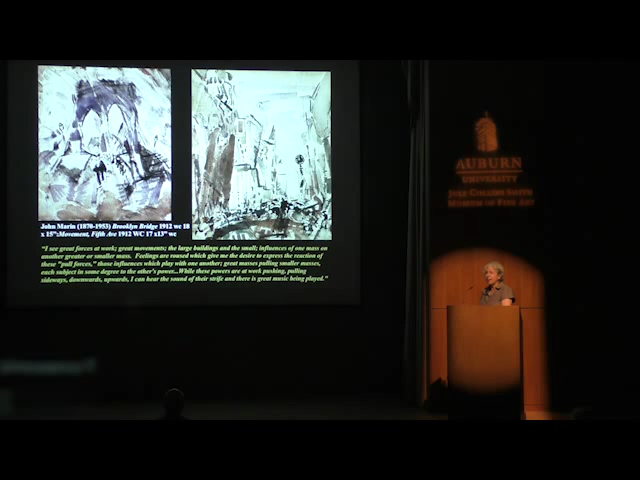 John Marin (1870-1953) Brooklyn Bridge 1912 wc 18
x 15";Movement, Fifth Ave 1912 WC 17 x13" wc
"I see great forces at work; great movements; the large buildings and the small; influences of one mass on
another greater or smaller mass. Feelings are roused which give me the desire to express the reaction of
these "pull forces," those influences which play with one another; great masses pulling smaller masses,
each subject in some degree to the other's power...While these powers are at work pushing, pulling
sideways, downwards, upwards, I can hear the sound of their strife and there is great music being played."
AUBURN
UNIVERSITY
JULE COLLINS SMITH
MUSEUM OF FINE ART